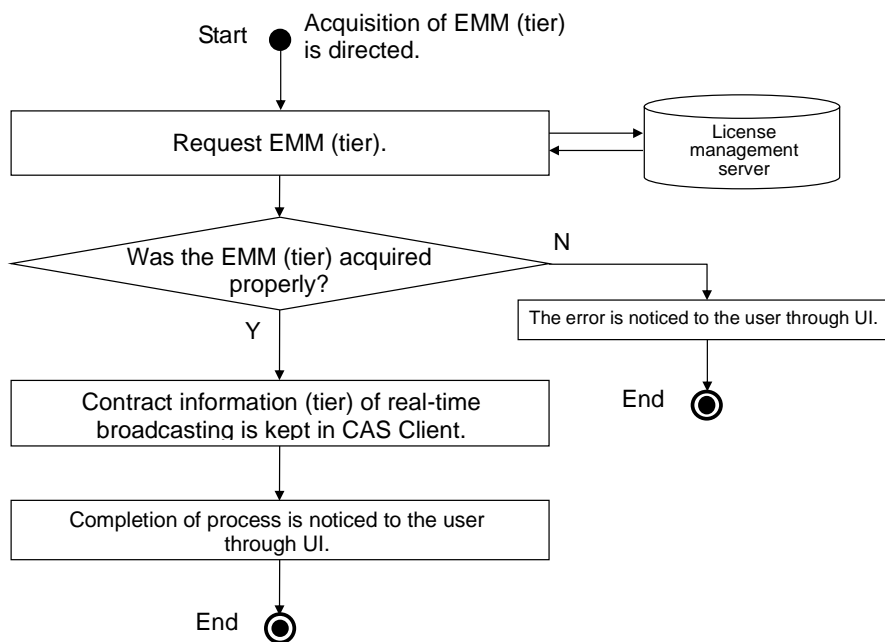 Start
Acquisition of EMM (tier)
is directed.
Request EMM (tier).
License
management
server
Was the EMM (tier) acquired
properly?
N
Y
The error is noticed to the user through UI.
End
Contract information (tier) of real-time
broadcasting is kept in CAS Client.
Completion of process is noticed to the user
through UI.
End